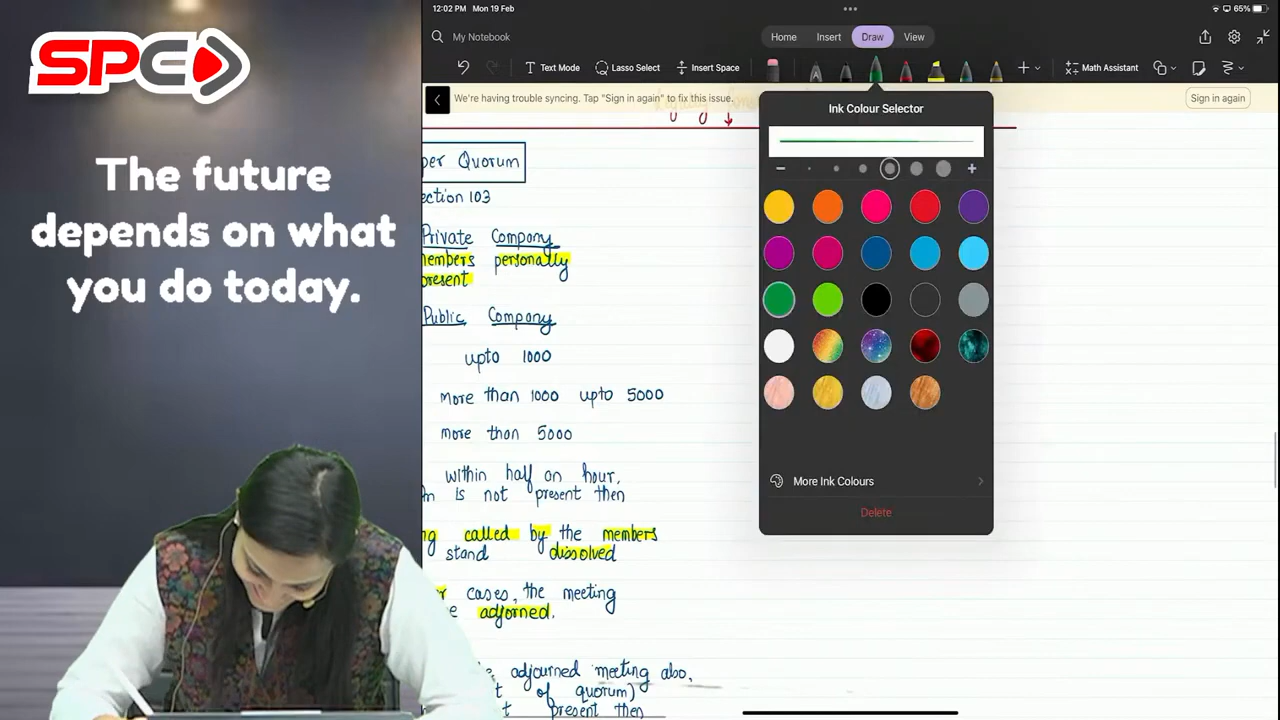 SPC
The future
depends on what
you do today.
12:02 PM Mon 19 Feb
65%
My Notebook
Home Insert Draw View
Text Mode Lasso Select Insert Space Math Assistant
We're having trouble syncing. Tap "Sign in again" to fix this issue. Sign in again
Ink Colour Selector
per Quorum
ection 103
Private Company
members personally
present
Public Company
upto 1000
more than 1000 upto 5000
more than 5000
within half an hour,
is not present then
called by the members
stand dissolved
cases, the meeting
adjorned.
adjourned meeting also,
of quorum)
present then
More Ink Colours
Delete